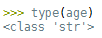 >>> type(age)
<class 'str'>